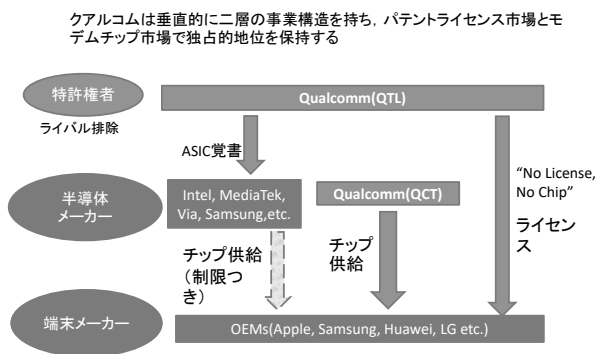 クアルコムは垂直的に二層の事業構造を持ち，パテントライセンス市場とモ
デムチップ市場で独占的地位を保持する
特許権者
Qualcomm(QTL)
ライバル排除
ASIC覚書
“No License,
No Chip”
半導体
メーカー
Intel, MediaTek,
Via, Samsung,etc.
Qualcomm(QCT)
ライセン
ス
チップ供給
（制限つ
き）
チップ
供給
端末メーカー
OEMs(Apple, Samsung, Huawei, LG etc.)